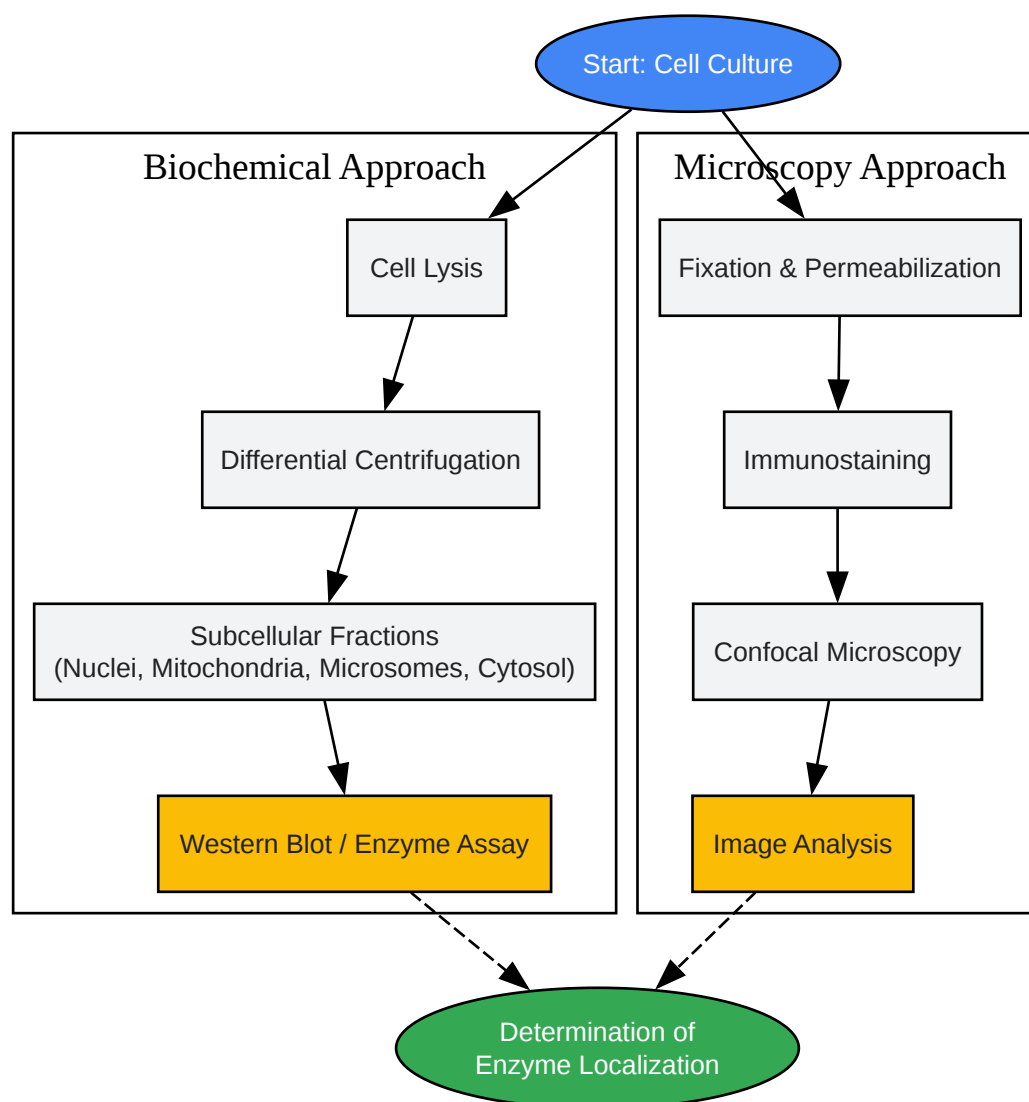 Start: Cell Culture
Biochemical Approach
Cell Lysis
Differential Centrifugation
Subcellular Fractions
(Nuclei, Mitochondria, Microsomes, Cytosol)
Western Blot / Enzyme Assay
Microscopy Approach
Fixation & Permeabilization
Immunostaining
Confocal Microscopy
Image Analysis
Determination of
Enzyme Localization